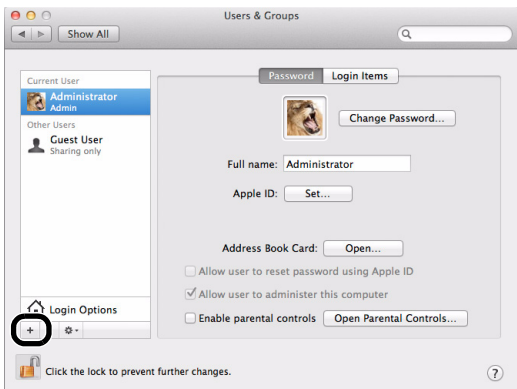 Users & Groups
Show All
Current User
Administrator
Admin
Other Users
Guest User
Sharing only
Login Options
+
Password Login Items
Change Password...
Full name: Administrator
Apple ID: Set...
Address Book Card: Open...
Allow user to reset password using Apple ID
Allow user to administer this computer
Enable parental controls Open Parental Controls...
Click the lock to prevent further changes.
?